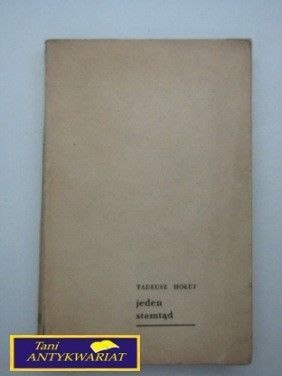 TADEUSZ HOŁUJ
jeden
stamtąd
Tani
ANTYKWARIAT